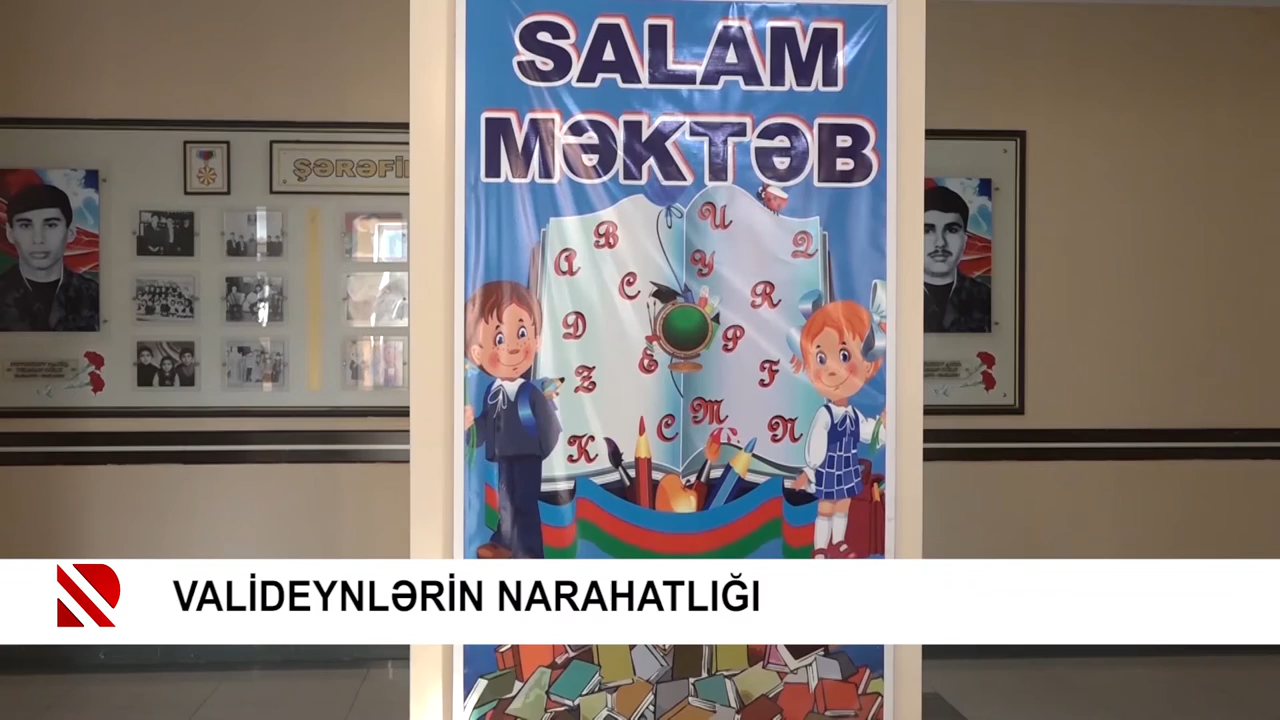 SALAM
MƏKTƏB
ŞƏRƏFİ
B
U
A
Q
C
Y
R
D
E
P
Z
F
K
C
M
N
VALİDEYNLƏRİN NARAHATLIĞI